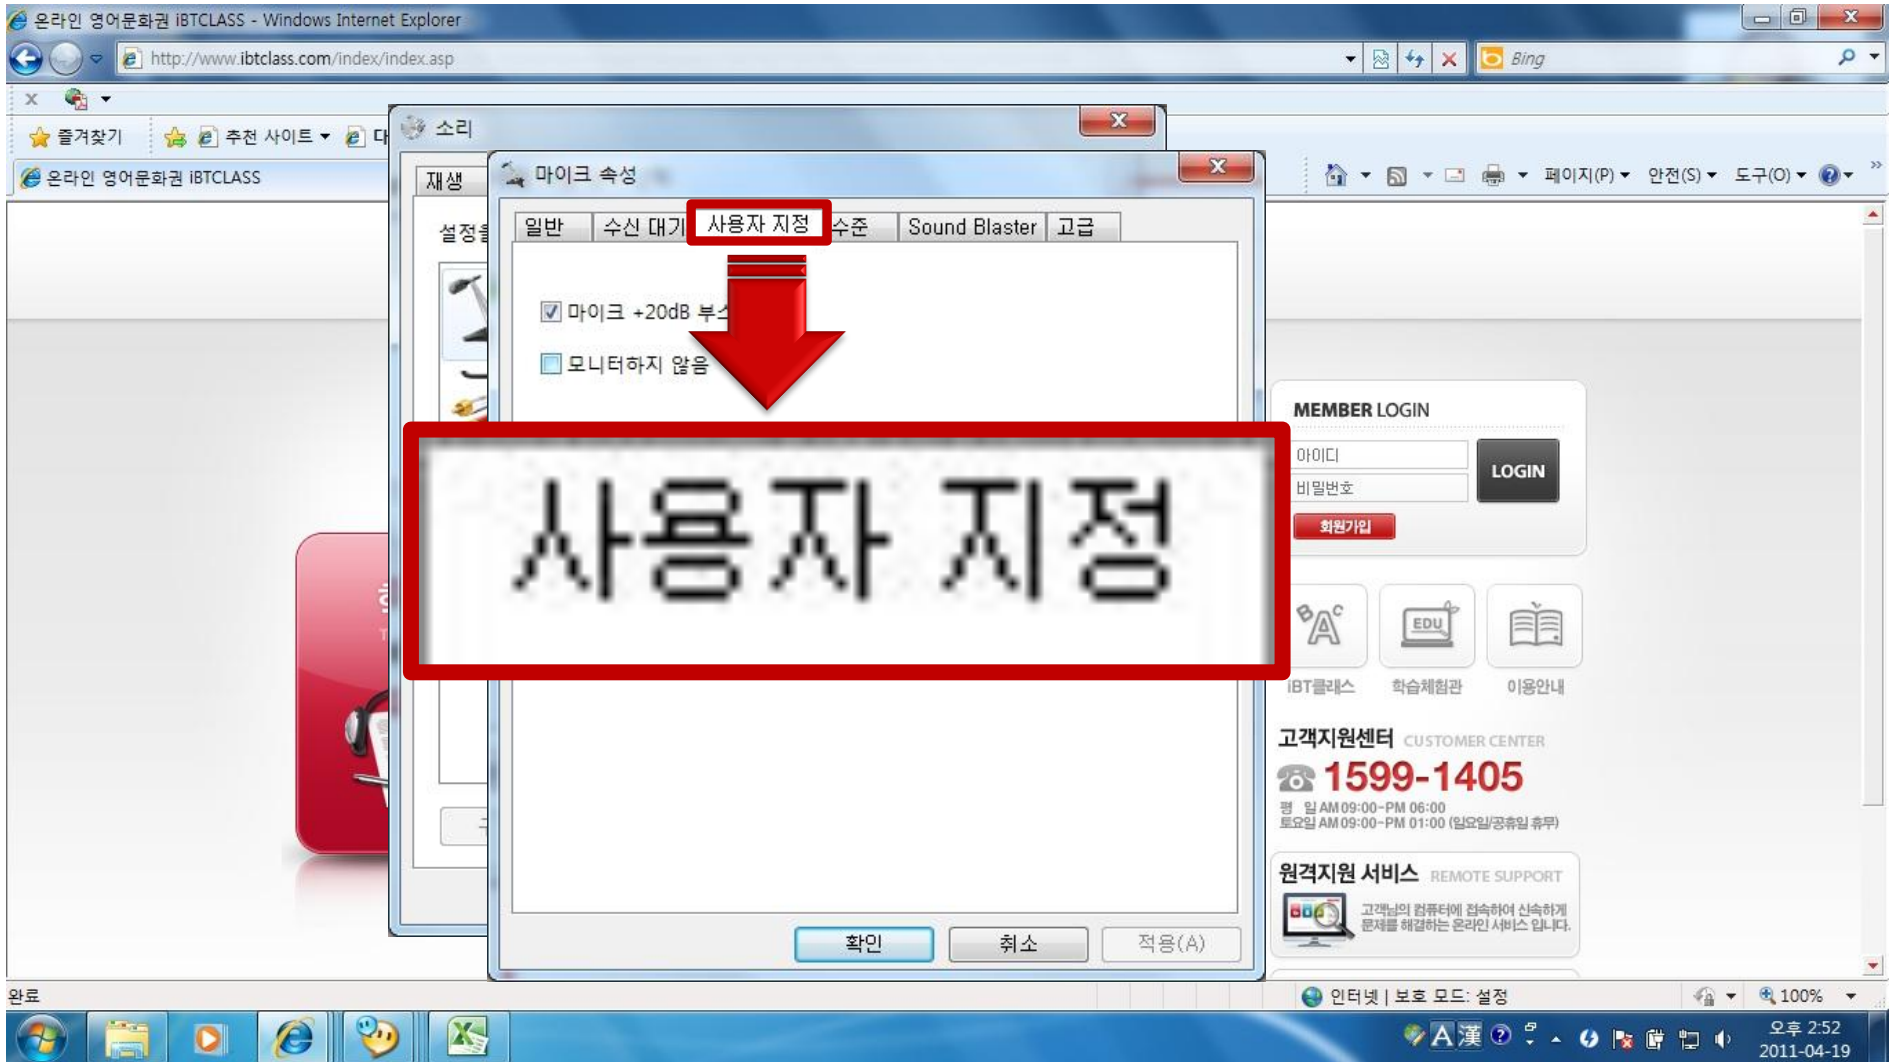 온라인 영어문화권 iBTCLASS - Windows Internet Explorer
http://www.ibtclass.com/index/index.asp
Bing
x
즐겨찾기
추천 사이트
온라인 영어문화권 iBTCLASS
페이지(P)
안전(S)
도구(O)
소리
재생
마이크 속성
일반
수신 대기
사용자 지정
수준
Sound Blaster
고급
마이크 +20dB
모니터하지 않음
사용자 지정
확인
취소
적용(A)
MEMBER LOGIN
아이디
비밀번호
LOGIN
회원가입
BAC
EDU
iBT클래스
학습체험관
이용안내
고객지원센터 CUSTOMER CENTER
1599-1405
평 일 AM 09:00-PM 06:00
토요일 AM 09:00-PM 01:00 (일요일/공휴일 휴무)
원격지원 서비스 REMOTE SUPPORT
고객님의 컴퓨터에 접속하여 신속하게
문제를 해결하는 온라인 서비스 입니다.
완료
인터넷 | 보호 모드: 설정
100%
A 漢
오후 2:52
2011-04-19